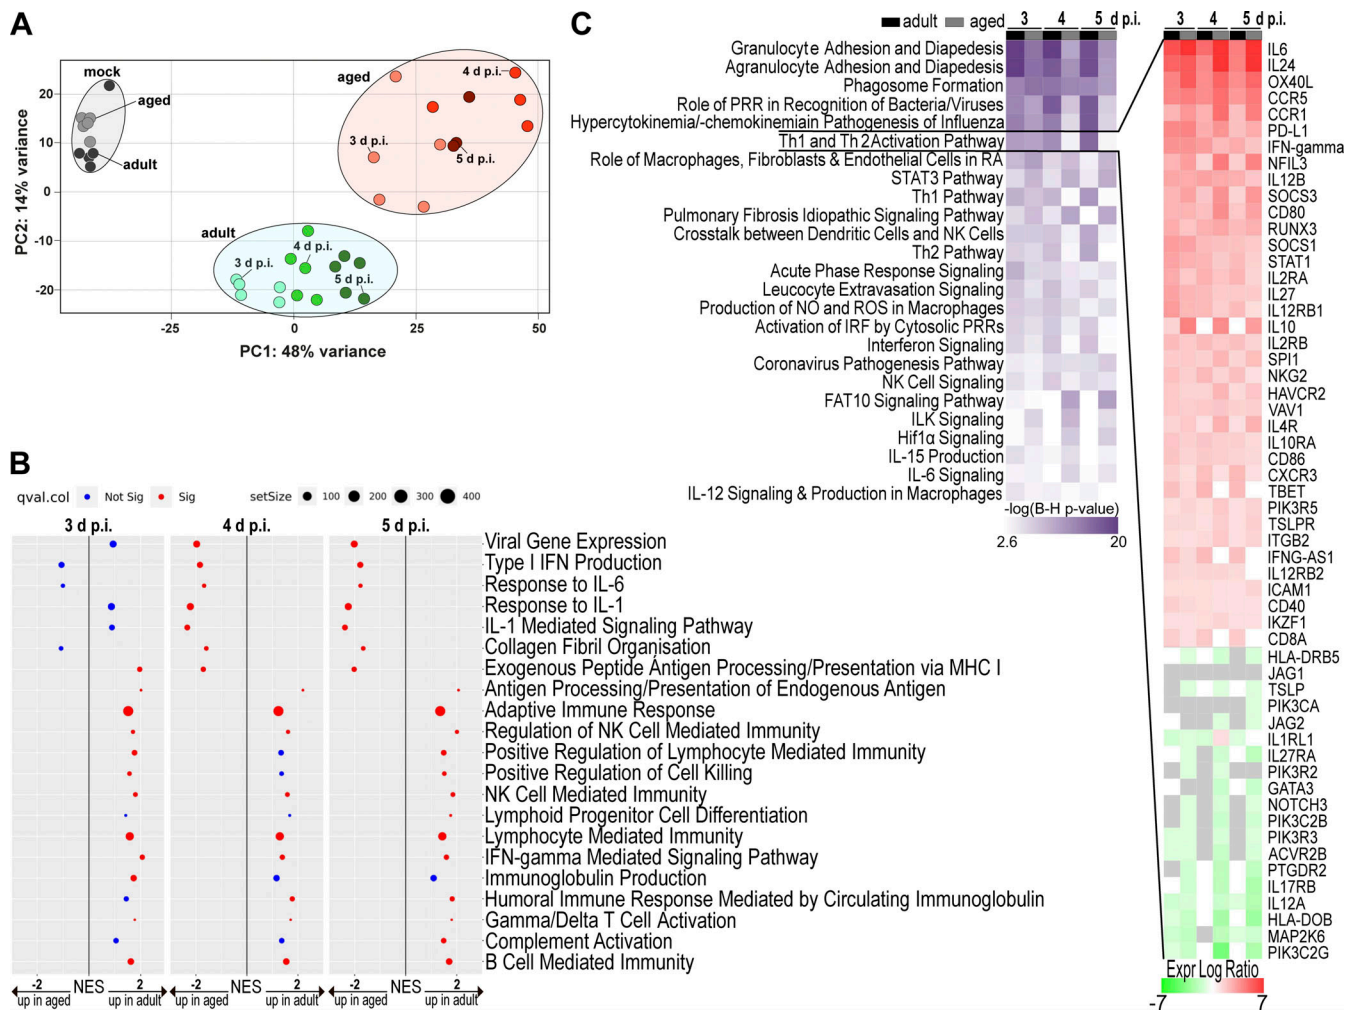 A
mock
aged
adult
aged
4 d p.i.
3 d p.i.
5 d p.i.
adult
3 d p.i.
4 d p.i.
5 d p.i.
20
10
0
-10
-20
-25
0
25
50
PC2: 14% variance
PC1: 48% variance
B
qval.col Not Sig Sig setSize 100 200 300 400
3 d p.i. 4 d p.i. 5 d p.i.
Viral Gene Expression
Type I IFN Production
Response to IL-6
Response to IL-1
IL-1 Mediated Signaling Pathway
Collagen Fibril Organisation
Exogenous Peptide Antigen Processing/Presentation via MHC I
Antigen Processing/Presentation of Endogenous Antigen
Adaptive Immune Response
Regulation of NK Cell Mediated Immunity
Positive Regulation of Lymphocyte Mediated Immunity
Positive Regulation of Cell Killing
NK Cell Mediated Immunity
Lymphoid Progenitor Cell Differentiation
Lymphocyte Mediated Immunity
IFN-gamma Mediated Signaling Pathway
Immunoglobulin Production
Humoral Immune Response Mediated by Circulating Immunoglobulin
Gamma/Delta T Cell Activation
Complement Activation
B Cell Mediated Immunity
-2 NES 2 -2 NES 2 -2 NES 2
up in aged up in adult up in aged up in adult up in aged up in adult
C
adult aged
3 4 5 d p.i.
Granulocyte Adhesion and Diapedesis
Agranulocyte Adhesion and Diapedesis
Phagosome Formation
Role of PRR in Recognition of Bacteria/Viruses
Hypercytokinemia/-chemokinemiain Pathogenesis of Influenza
Th1 and Th 2Activation Pathway
Role of Macrophages, Fibroblasts & Endothelial Cells in RA
STAT3 Pathway
Th1 Pathway
Pulmonary Fibrosis Idiopathic Signaling Pathway
Crosstalk between Dendritic Cells and NK Cells
Th2 Pathway
Acute Phase Response Signaling
Leucocyte Extravasation Signaling
Production of NO and ROS in Macrophages
Activation of IRF by Cytosolic PRRs
Interferon Signaling
Coronavirus Pathogenesis Pathway
NK Cell Signaling
FAT10 Signaling Pathway
ILK Signaling
Hif1α Signaling
IL-15 Production
IL-6 Signaling
IL-12 Signaling & Production in Macrophages
-log(B-H p-value)
2.6 20
3 4 5 d p.i.
IL6
IL24
OX40L
CCR5
CCR1
PD-L1
IFN-gamma
NFIL3
IL12B
SOCS3
CD80
RUNX3
SOCS1
STAT1
IL2RA
IL27
IL12RB1
IL10
IL2RB
SPI1
NKG2
HAVCR2
VAV1
IL4R
IL10RA
CD86
CXCR3
TBET
PIK3R5
TSLPR
ITGB2
IFNG-AS1
IL12RB2
ICAM1
CD40
IKZF1
CD8A
HLA-DRB5
JAG1
TSLP
PIK3CA
JAG2
IL1RL1
IL27RA
PIK3R2
GATA3
NOTCH3
PIK3C2B
PIK3R3
ACVR2B
PTGDR2
IL17RB
IL12A
HLA-DOB
MAP2K6
PIK3C2G
Expr Log Ratio
-7 7